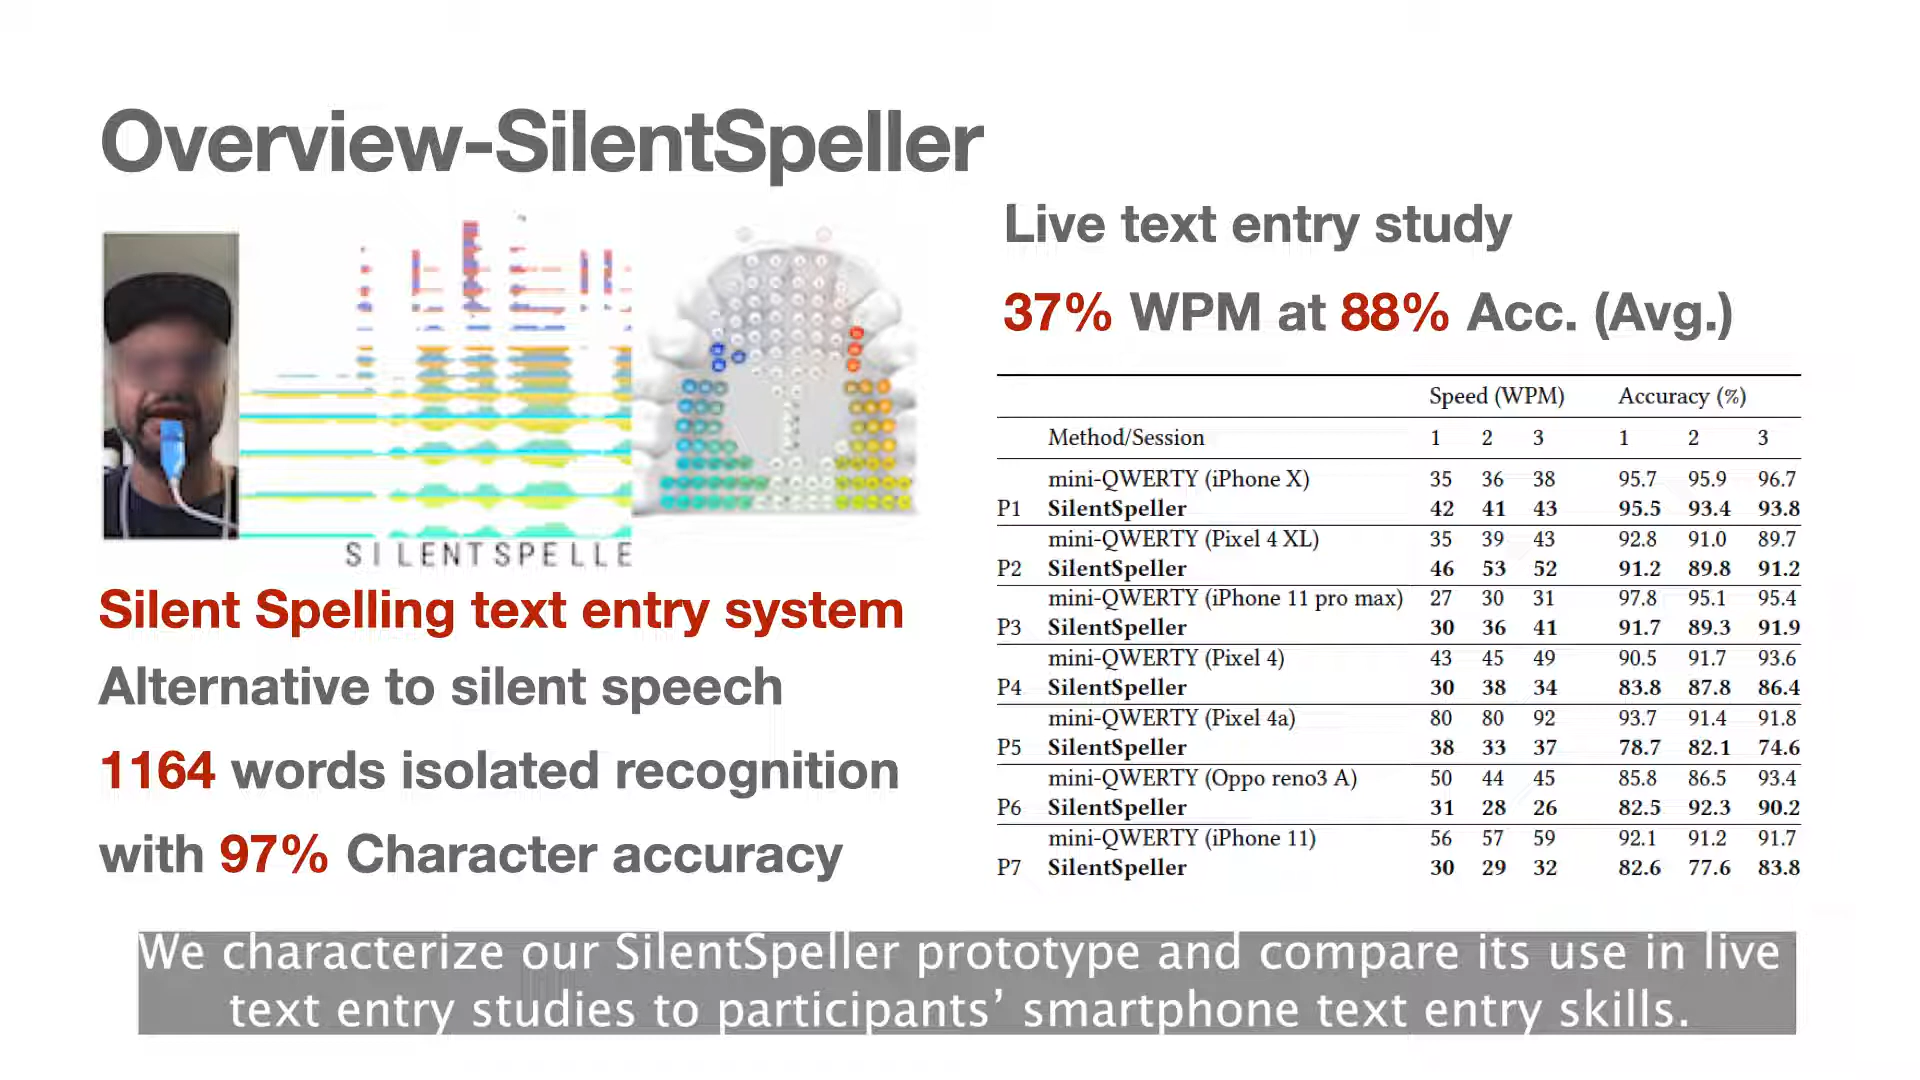 Overview-SilentSpeller
S I L E N T S P E L L E
Silent Spelling text entry system
Alternative to silent speech
1164 words isolated recognition
with 97% Character accuracy
Live text entry study
37% WPM at 88% Acc. (Avg.)
Speed (WPM) Accuracy (%)
Method/Session 1 2 3 1 2 3
mini-QWERTY (iPhone X) 35 36 38 95.7 95.9 96.7
P1 SilentSpeller 42 41 43 95.5 93.4 93.8
mini-QWERTY (Pixel 4 XL) 35 39 43 92.8 91.0 89.7
P2 SilentSpeller 46 53 52 91.2 89.8 91.2
mini-QWERTY (iPhone 11 pro max) 27 30 31 97.8 95.1 95.4
P3 SilentSpeller 30 36 41 91.7 89.3 91.9
mini-QWERTY (Pixel 4) 43 45 49 90.5 91.7 93.6
P4 SilentSpeller 30 38 34 83.8 87.8 86.4
mini-QWERTY (Pixel 4a) 80 80 92 93.7 91.4 91.8
P5 SilentSpeller 38 33 37 78.7 82.1 74.6
mini-QWERTY (Oppo reno3 A) 50 44 45 85.8 86.5 93.4
P6 SilentSpeller 31 28 26 82.5 92.3 90.2
mini-QWERTY (iPhone 11) 56 57 59 92.1 91.2 91.7
P7 SilentSpeller 30 29 32 82.6 77.6 83.8
We characterize our SilentSpeller prototype and compare its use in live
text entry studies to participants’ smartphone text entry skills.